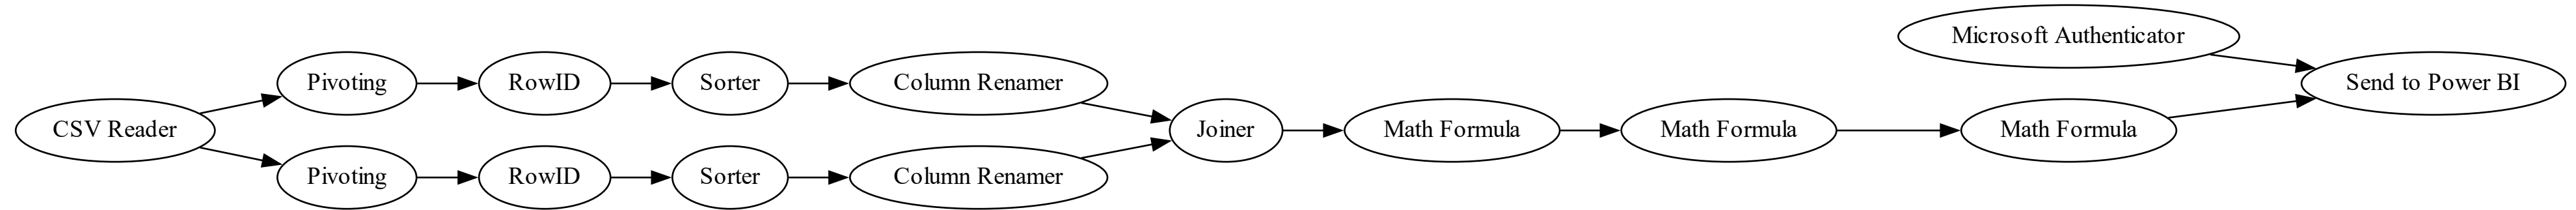 CSV Reader
Pivoting
RowID
Sorter
Column Renamer
Pivoting
RowID
Sorter
Column Renamer
Joiner
Math Formula
Math Formula
Math Formula
Microsoft Authenticator
Send to Power BI